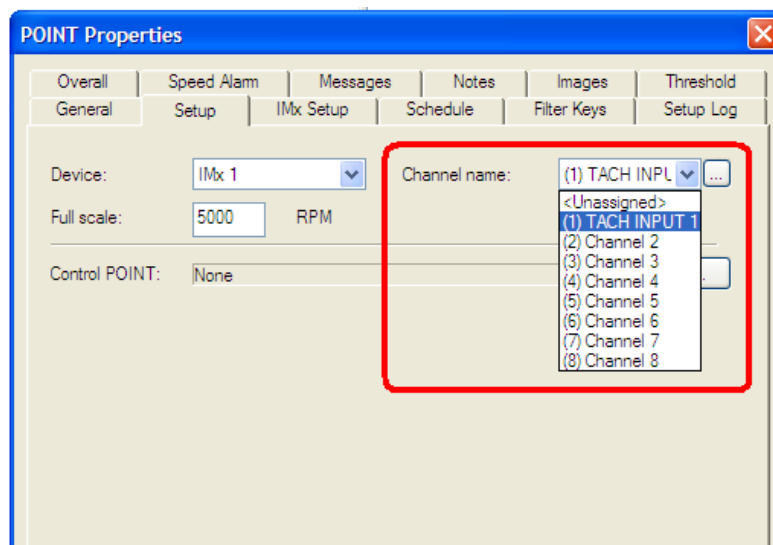 POINT Properties
Overall Speed Alarm Messages Notes Images Threshold
General Setup IMx Setup Schedule Filter Keys Setup Log
Device: IMx 1 Channel name: (1) TACH INPU ...
Full scale: 5000 RPM
<Unassigned>
(1) TACH INPUT 1
(2) Channel 2
(3) Channel 3
Control POINT: None .
(4) Channel 4
(5) Channel 5
(6) Channel 6
(7) Channel 7
(8) Channel 8